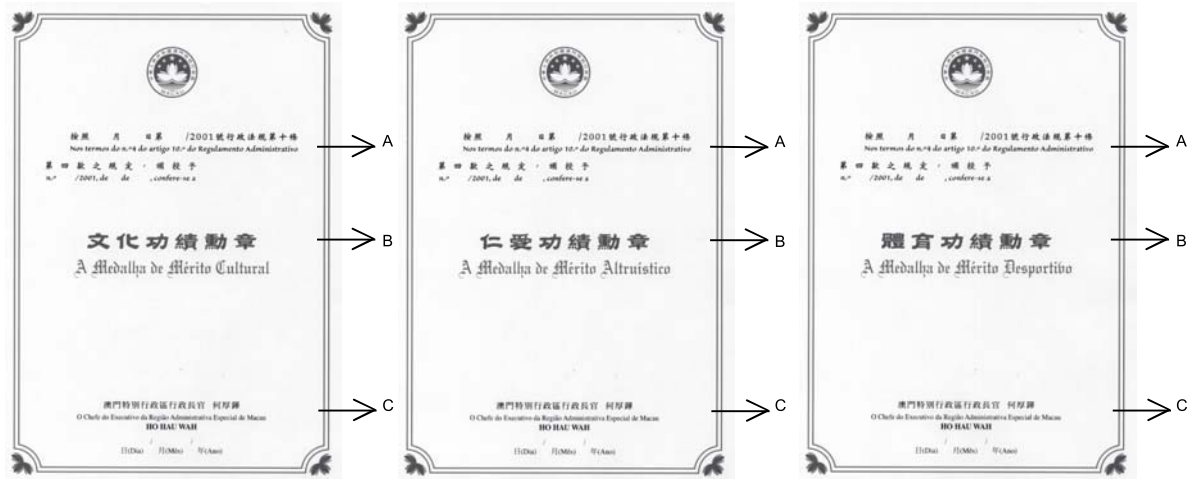 MACAU
按照 月 日第 /2001號行政法規第十條 A
Nos termos do n.º4 do artigo 10.º do Regulamento Administrativo
第四款之規定，頒授予
n.º /2001, de de , confere-se a
文化功績勳章 B
A Medalha de Mérito Cultural
澳門特別行政區行政長官 何厚鏵 C
O Chefe do Executivo da Região Administrativa Especial de Macau
HO HAU WAH
/ /
日(Dia) 月(Mês) 年(Ano)
MACAU
按照 月 日第 /2001號行政法規第十條 A
Nos termos do n.º4 do artigo 10.º do Regulamento Administrativo
第四款之規定，頒授予
n.º /2001, de de , confere-se a
仁愛功績勳章 B
A Medalha de Mérito Altruístico
澳門特別行政區行政長官 何厚鏵 C
O Chefe do Executivo da Região Administrativa Especial de Macau
HO HAU WAH
/ /
日(Dia) 月(Mês) 年(Ano)
MACAU
按照 月 日第 /2001號行政法規第十條 A
Nos termos do n.º4 do artigo 10.º do Regulamento Administrativo
第四款之規定，頒授予
n.º /2001, de de , confere-se a
體育功績勳章 B
A Medalha de Mérito Desportivo
澳門特別行政區行政長官 何厚鏵 C
O Chefe do Executivo da Região Administrativa Especial de Macau
HO HAU WAH
/ /
日(Dia) 月(Mês) 年(Ano)